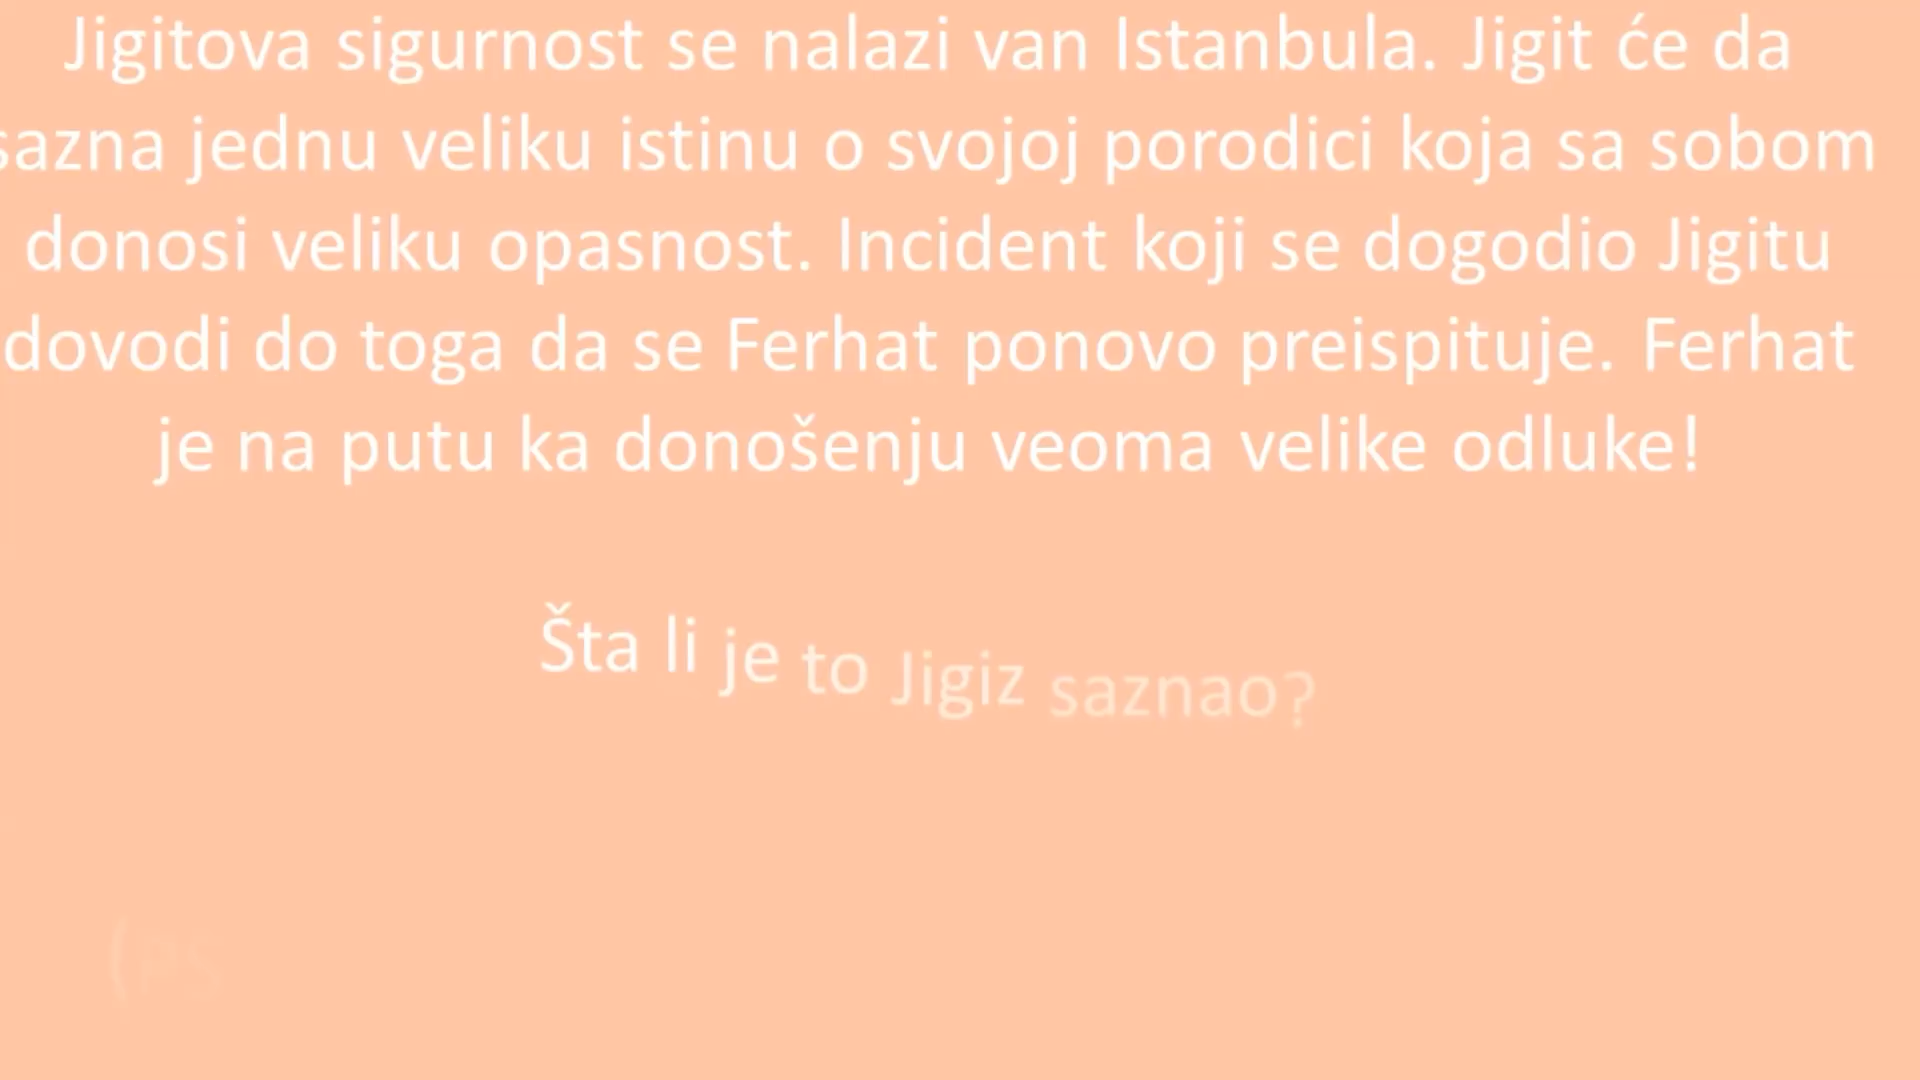 Jigitova sigurnost se nalazi van Istanbula. Jigit će da
sazna jednu veliku istinu o svojoj porodici koja sa sobom
donosi veliku opasnost. Incident koji se dogodio Jigitu
dovodi do toga da se Ferhat ponovo preispituje. Ferhat
je na putu ka donošenju veoma velike odluke!
Šta li je to Jigiz saznao?
(PS